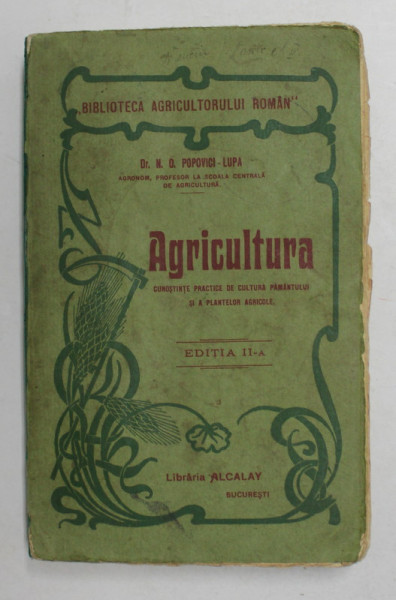 „BIBLIOTECA AGRICULTORULUI ROMÂN"
Dr. N. O. POPOVICI-LUPA
AGRONOM, PROFESOR LA ȘCOALA CENTRALĂ
DE AGRICULTURĂ
Agricultura
CUNOȘTINȚE PRACTICE DE CULTURA PĂMÂNTULUI
ȘI A PLANTELOR AGRICOLE
EDIȚIA II-A
Librăria ALCALAY
BUCUREȘTI